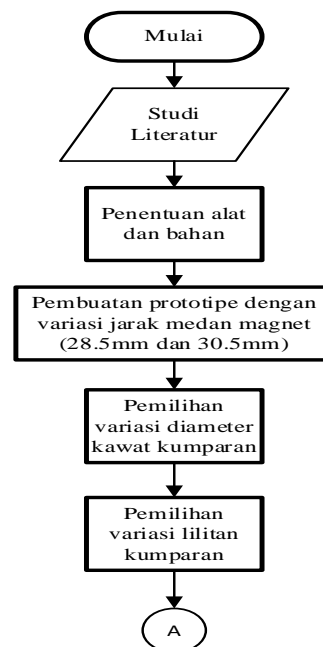 Mulai
Studi
Literatur
Penentuan alat
dan bahan
Pembuatan prototipe dengan
variasi jarak medan magnet
(28.5mm dan 30.5mm)
Pemilihan
variasi diameter
kawat kumparan
Pemilihan
variasi lilitan
kumparan
A